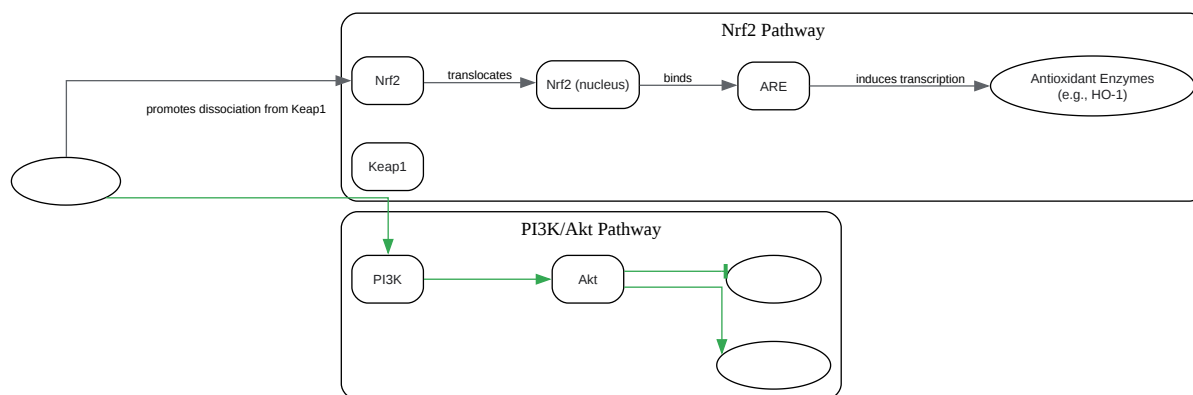 Nrf2 Pathway
Nrf2
translocates
Nrf2 (nucleus)
binds
ARE
induces transcription
Antioxidant Enzymes
(e.g., HO-1)
promotes dissociation from Keap1
Keap1
PI3K/Akt Pathway
PI3K
Akt